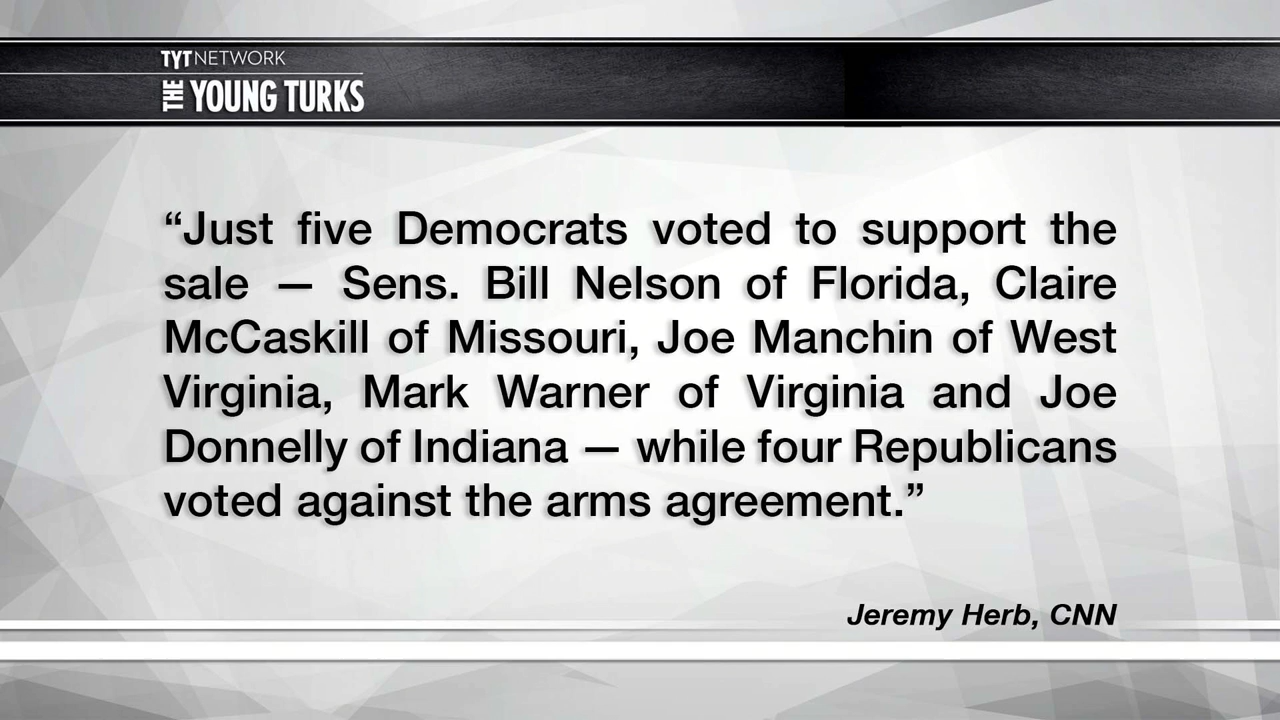 TYT NETWORK
THE YOUNG TURKS
“Just five Democrats voted to support the
sale — Sens. Bill Nelson of Florida, Claire
McCaskill of Missouri, Joe Manchin of West
Virginia, Mark Warner of Virginia and Joe
Donnelly of Indiana — while four Republicans
voted against the arms agreement.”
Jeremy Herb, CNN